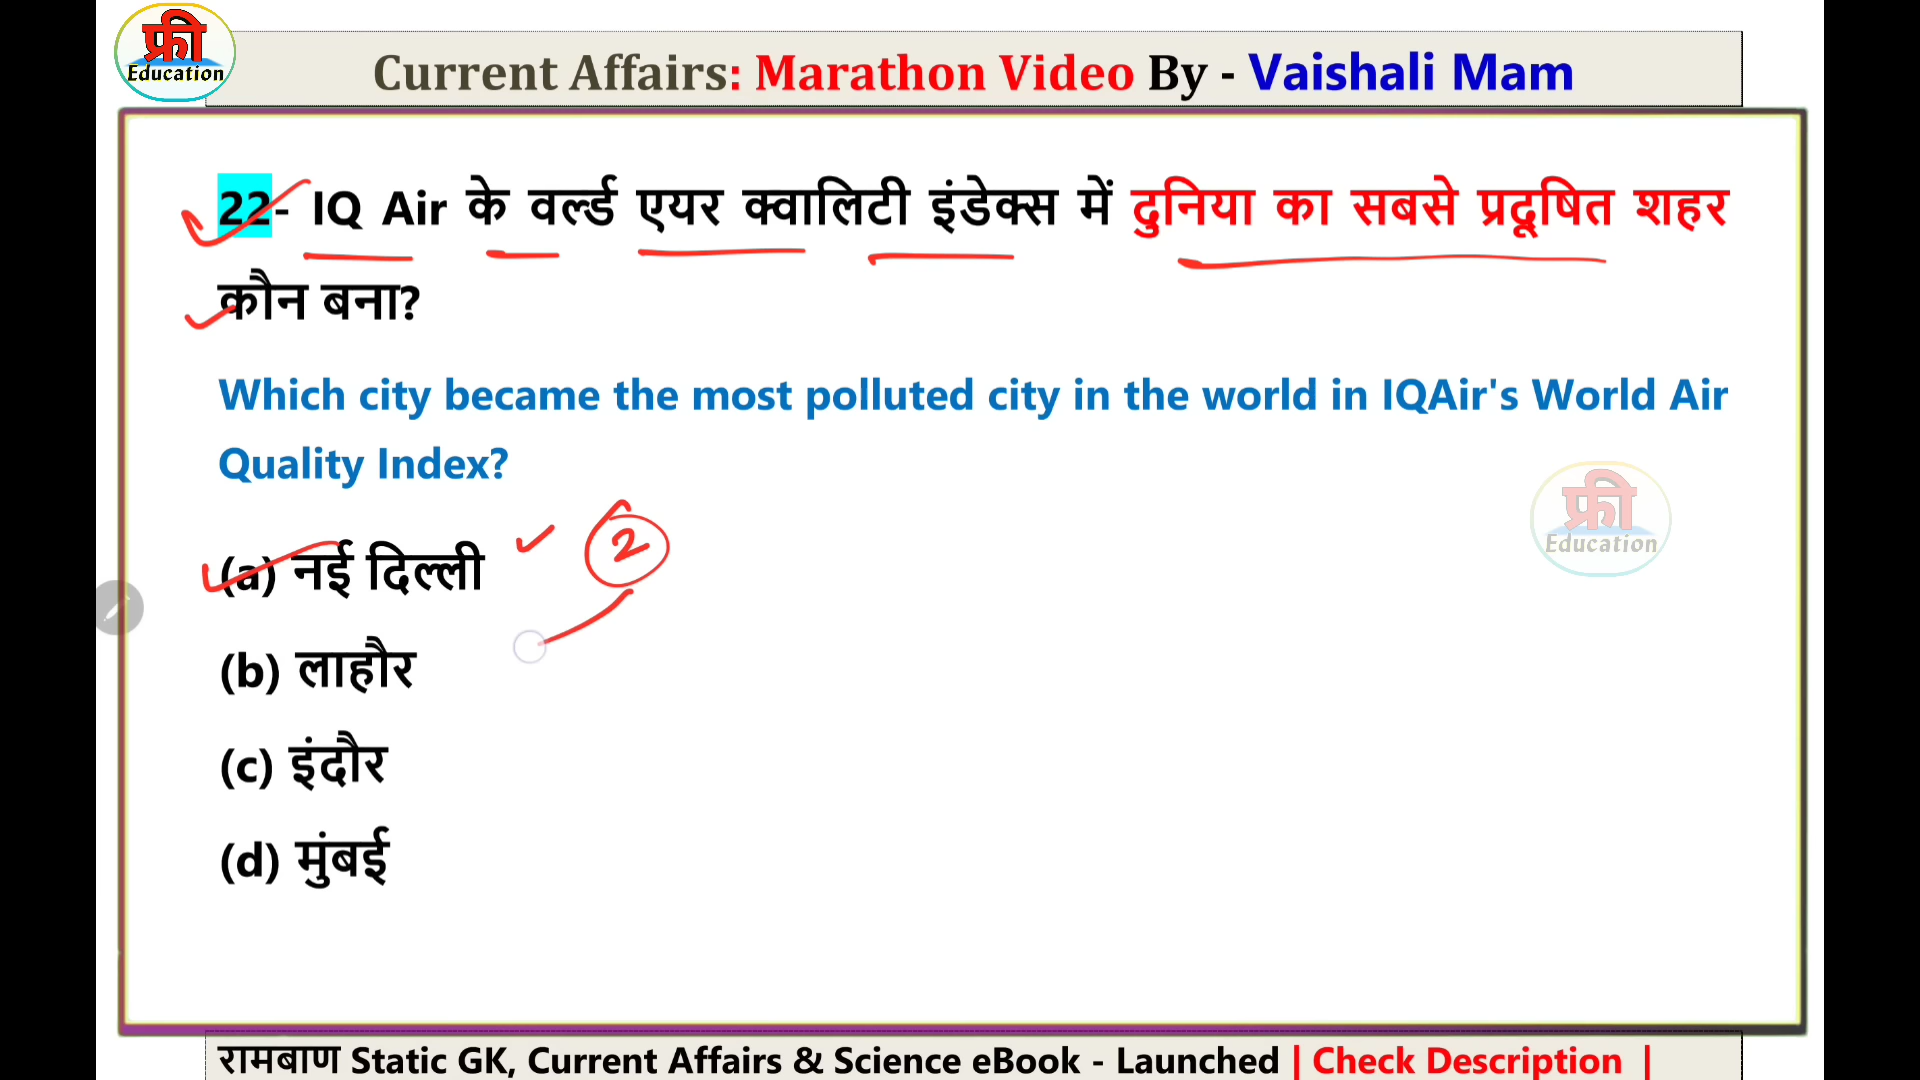 फ्री
Education
Current Affairs: Marathon Video By - Vaishali Mam
22- IQ Air के वर्ल्ड एयर क्वालिटी इंडेक्स में दुनिया का सबसे प्रदूषित शहर
कौन बना?
Which city became the most polluted city in the world in IQAir's World Air
Quality Index?
फ्री
Education
(a) नई दिल्ली 2
(b) लाहौर
(c) इंदौर
(d) मुंबई
रामबाण Static GK, Current Affairs & Science eBook - Launched | Check Description |